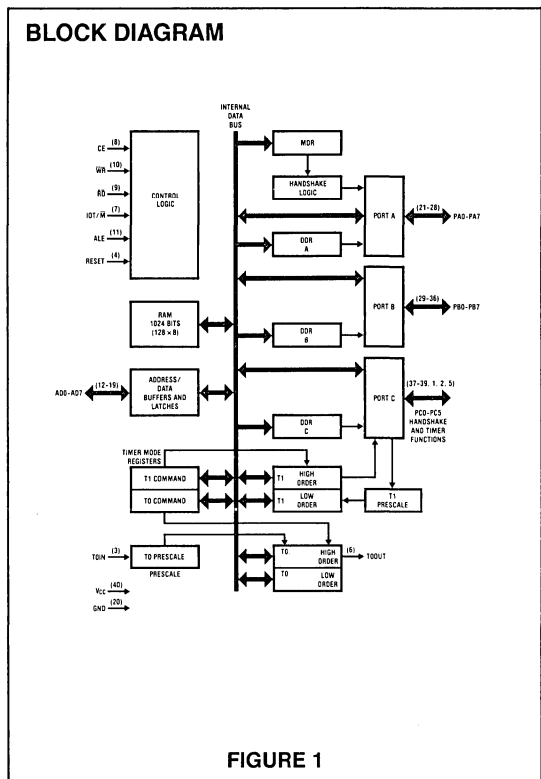 BLOCK DIAGRAM
INTERNAL
DATA
BUS
CE (8)
WR (10)
RD (9)
IOT/M (7)
ALE (11)
RESET (4)
CONTROL
LOGIC
MDR
HANDSHAKE
LOGIC
PORT A
(21-28)
PA0-PA7
DDR
A
RAM
1024 BITS
(128 × 8)
PORT B
(29-36)
PB0-PB7
DDR
B
AD0-AD7 (12-19)
ADDRESS/
DATA
BUFFERS AND
LATCHES
PORT C
(37-39, 1, 2, 5)
PC0-PC5
HANDSHAKE
AND TIMER
FUNCTIONS
DDR
C
TIMER MODE
REGISTERS
T1 COMMAND
T0 COMMAND
T1 HIGH
ORDER
T1 LOW
ORDER
T1
PRESCALE
T0IN (3)
T0 PRESCALE
PRESCALE
T0 HIGH
ORDER
T0 LOW
ORDER
(6) T0OUT
VCC (40)
GND (20)
FIGURE 1